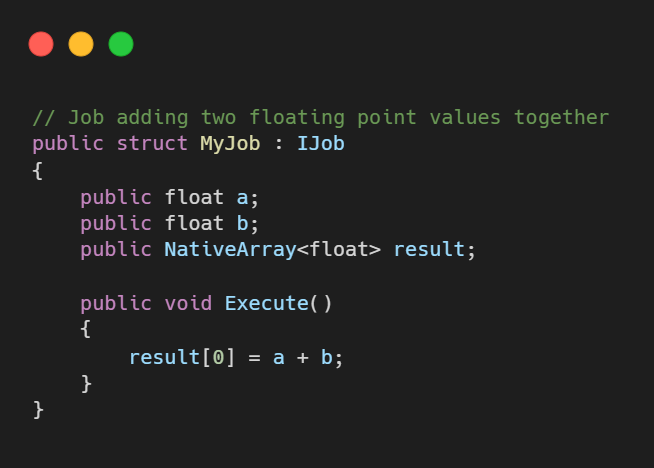 // Job adding two floating point values together
public struct MyJob : IJob
{
    public float a;
    public float b;
    public NativeArray<float> result;
    public void Execute()
    {
        result[0] = a + b;
    }
}